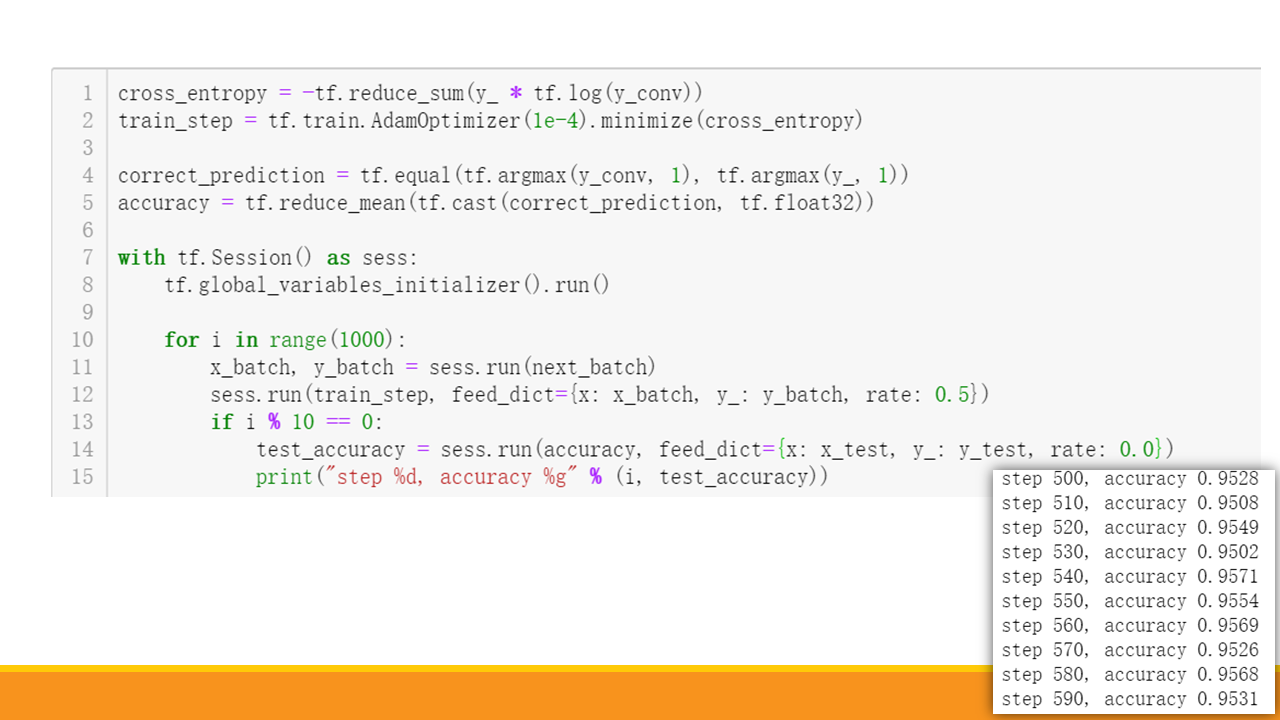 1 cross_entropy = -tf.reduce_sum(y_ * tf.log(y_conv))
2 train_step = tf.train.AdamOptimizer(1e-4).minimize(cross_entropy)
3
4 correct_prediction = tf.equal(tf.argmax(y_conv, 1), tf.argmax(y_, 1))
5 accuracy = tf.reduce_mean(tf.cast(correct_prediction, tf.float32))
6
7 with tf.Session() as sess:
8     tf.global_variables_initializer().run()
9
10     for i in range(1000):
11         x_batch, y_batch = sess.run(next_batch)
12         sess.run(train_step, feed_dict={x: x_batch, y_: y_batch, rate: 0.5})
13         if i % 10 == 0:
14             test_accuracy = sess.run(accuracy, feed_dict={x: x_test, y_: y_test, rate: 0.0})
15             print("step %d, accuracy %g" % (i, test_accuracy))
step 500, accuracy 0.9528
step 510, accuracy 0.9508
step 520, accuracy 0.9549
step 530, accuracy 0.9502
step 540, accuracy 0.9571
step 550, accuracy 0.9554
step 560, accuracy 0.9569
step 570, accuracy 0.9526
step 580, accuracy 0.9568
step 590, accuracy 0.9531